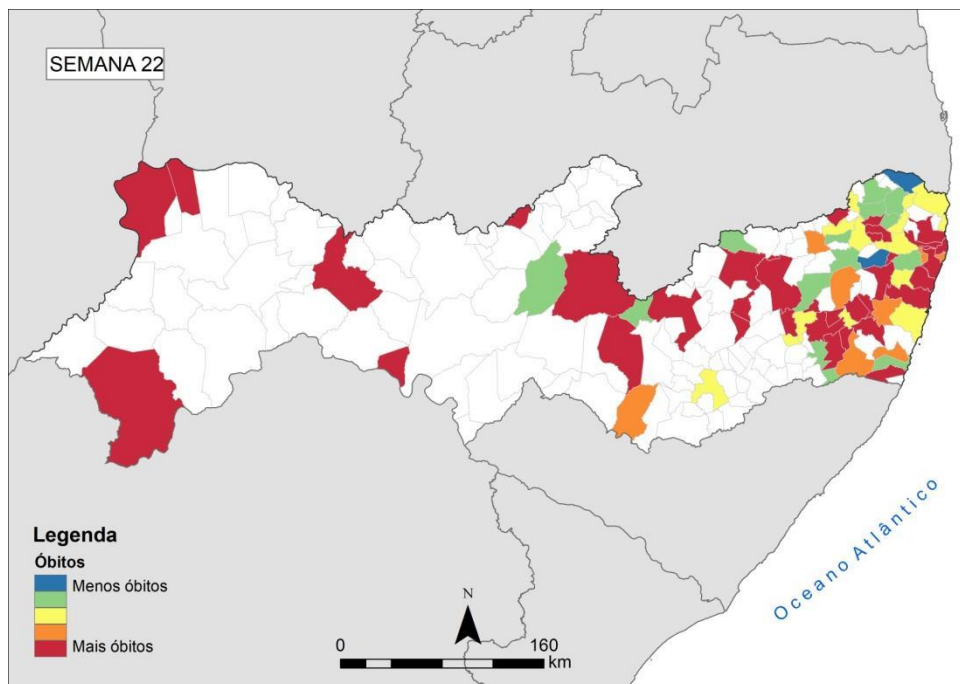 SEMANA 22
Legenda
Óbitos
Menos óbitos
Mais óbitos
N
0 160
km
Oceano Atlântico